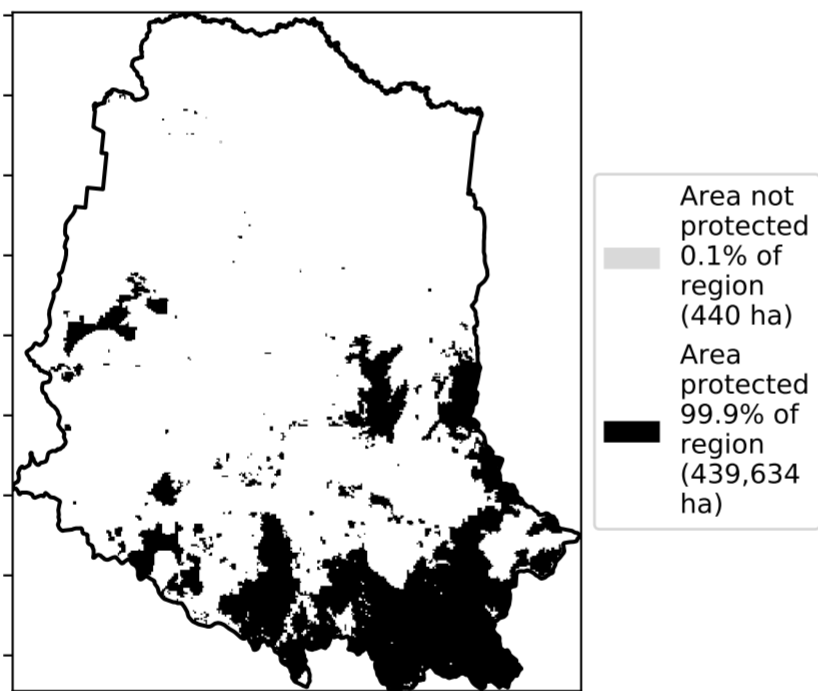 Area not
protected
0.1% of
region
(440 ha)
Area
protected
99.9% of
region
(439,634
ha)